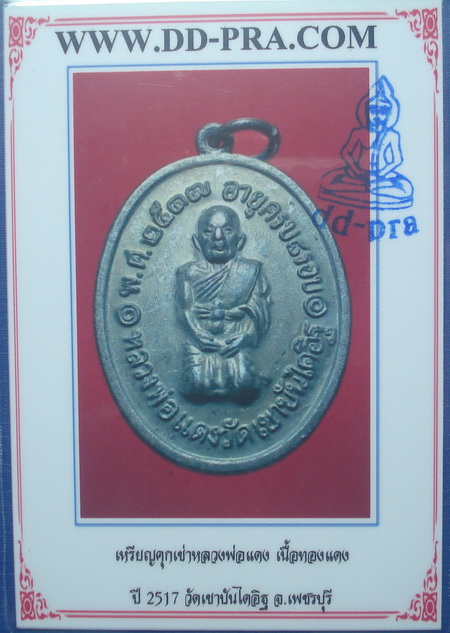 WWW.DD-PRA.COM
dd-pra
พ.ศ.๒๕๑๗ อายุครบ๘รอบ
หลวงพ่อแดงวัดเขาบันไดอิฐ
เหรียญคุกเข่าหลวงพ่อแดง เนื้อทองแดง
ปี 2517 วัดเขาบันไดอิฐ จ.เพชรบุรี